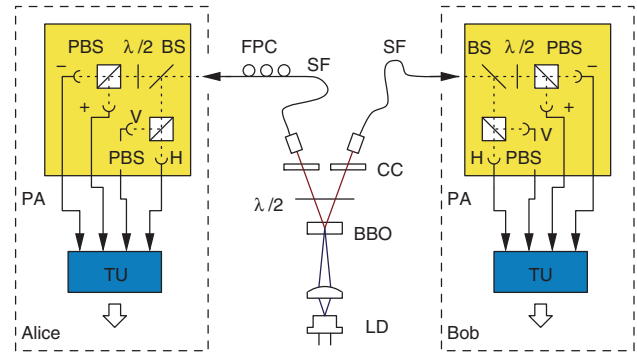 PBS λ/2 BS
− 
+
V
PBS H
PA
TU
Alice
FPC
SF
SF
CC
λ/2
BBO
LD
BS λ/2 PBS
−
+
V
H PBS
PA
TU
Bob